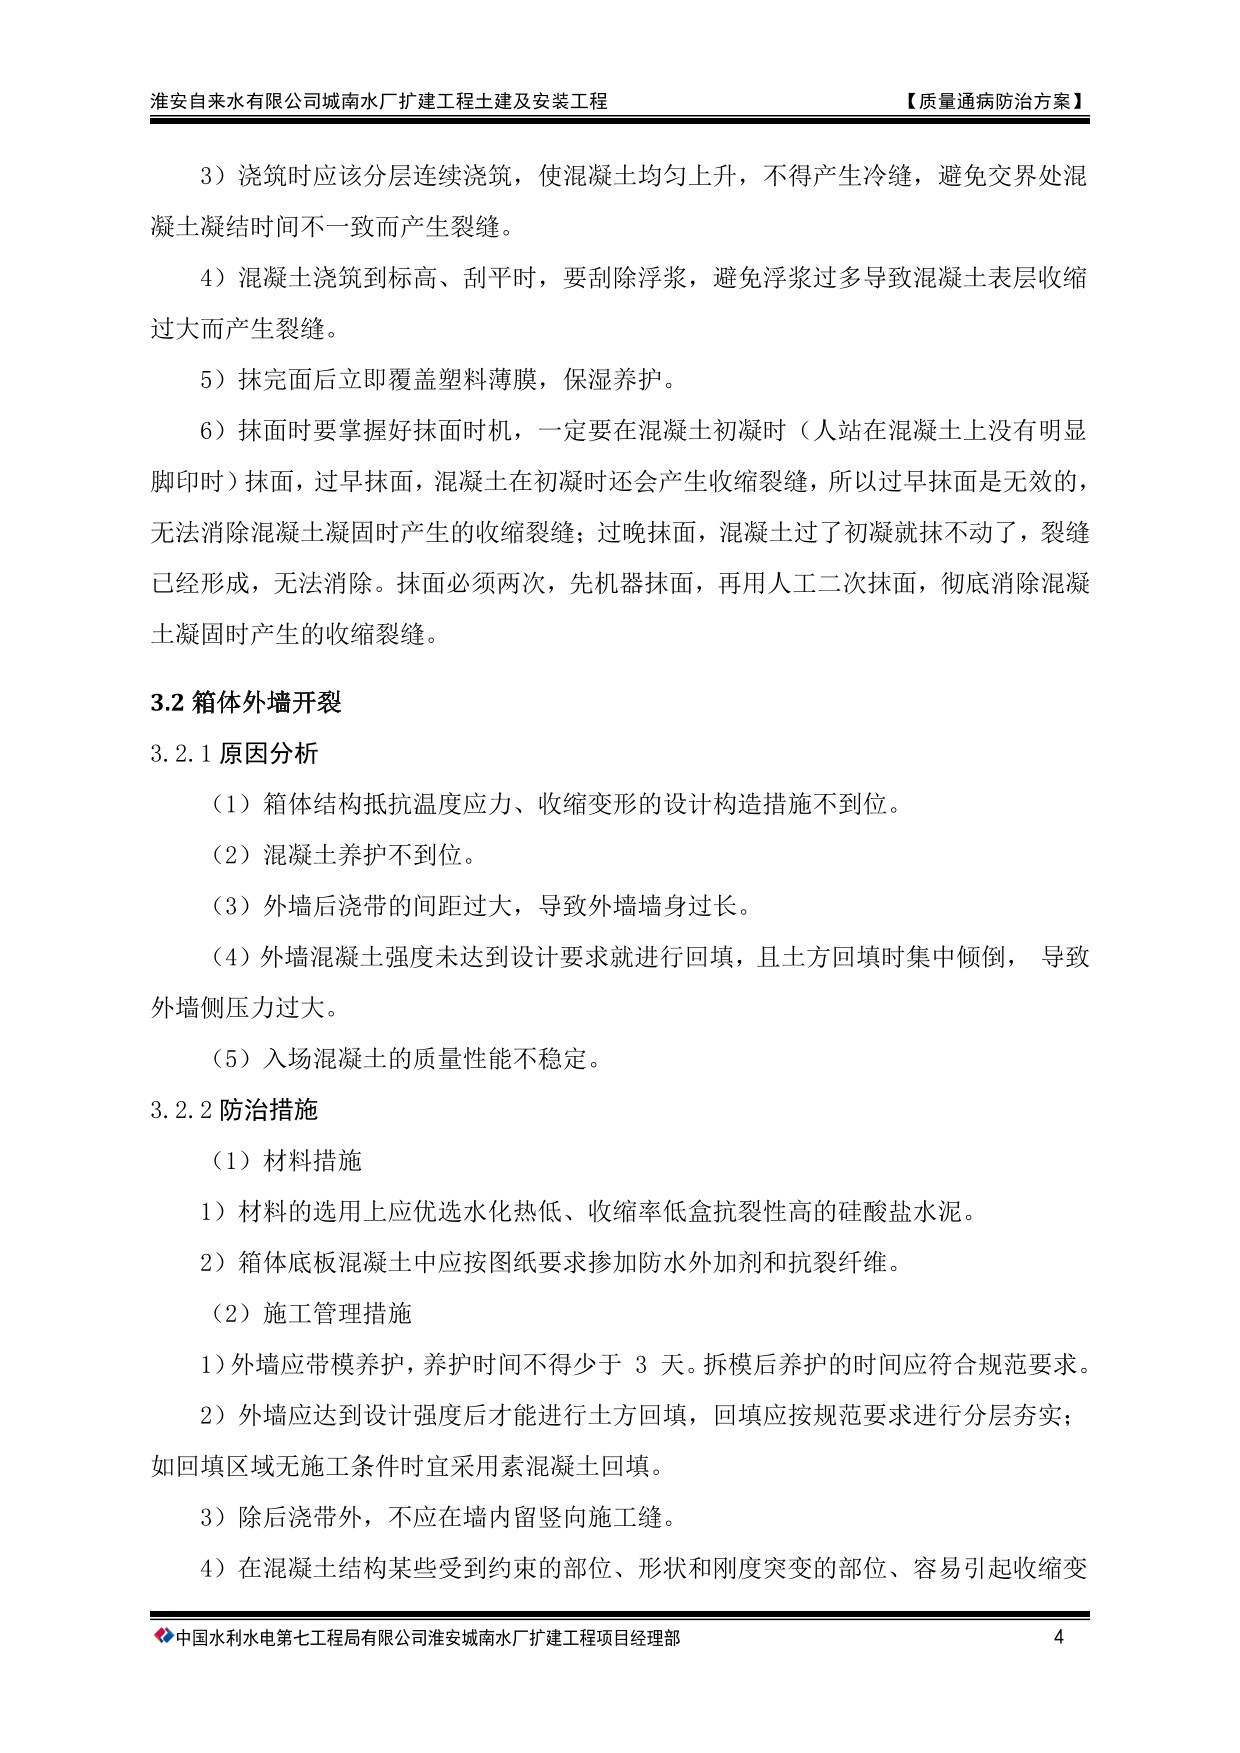 淮安自来水有限公司城南水厂扩建工程土建及安装工程 【质量通病防治方案】
3）浇筑时应该分层连续浇筑，使混凝土均匀上升，不得产生冷缝，避免交界处混
凝土凝结时间不一致而产生裂缝。
4）混凝土浇筑到标高、刮平时，要刮除浮浆，避免浮浆过多导致混凝土表层收缩
过大而产生裂缝。
5）抹完面后立即覆盖塑料薄膜，保湿养护。
6）抹面时要掌握好抹面时机，一定要在混凝土初凝时（人站在混凝土上没有明显
脚印时）抹面，过早抹面，混凝土在初凝时还会产生收缩裂缝，所以过早抹面是无效的，
无法消除混凝土凝固时产生的收缩裂缝；过晚抹面，混凝土过了初凝就抹不动了，裂缝
已经形成，无法消除。抹面必须两次，先机器抹面，再用人工二次抹面，彻底消除混凝
土凝固时产生的收缩裂缝。
3.2 箱体外墙开裂
3.2.1 原因分析
（1）箱体结构抵抗温度应力、收缩变形的设计构造措施不到位。
（2）混凝土养护不到位。
（3）外墙后浇带的间距过大，导致外墙墙身过长。
（4）外墙混凝土强度未达到设计要求就进行回填，且土方回填时集中倾倒， 导致
外墙侧压力过大。
（5）入场混凝土的质量性能不稳定。
3.2.2 防治措施
（1）材料措施
1）材料的选用上应优选水化热低、收缩率低盒抗裂性高的硅酸盐水泥。
2）箱体底板混凝土中应按图纸要求掺加防水外加剂和抗裂纤维。
（2）施工管理措施
1）外墙应带模养护，养护时间不得少于 3 天。拆模后养护的时间应符合规范要求。
2）外墙应达到设计强度后才能进行土方回填，回填应按规范要求进行分层夯实；
如回填区域无施工条件时宜采用素混凝土回填。
3）除后浇带外，不应在墙内留竖向施工缝。
4）在混凝土结构某些受到约束的部位、形状和刚度突变的部位、容易引起收缩变
中国水利水电第七工程局有限公司淮安城南水厂扩建工程项目经理部 4